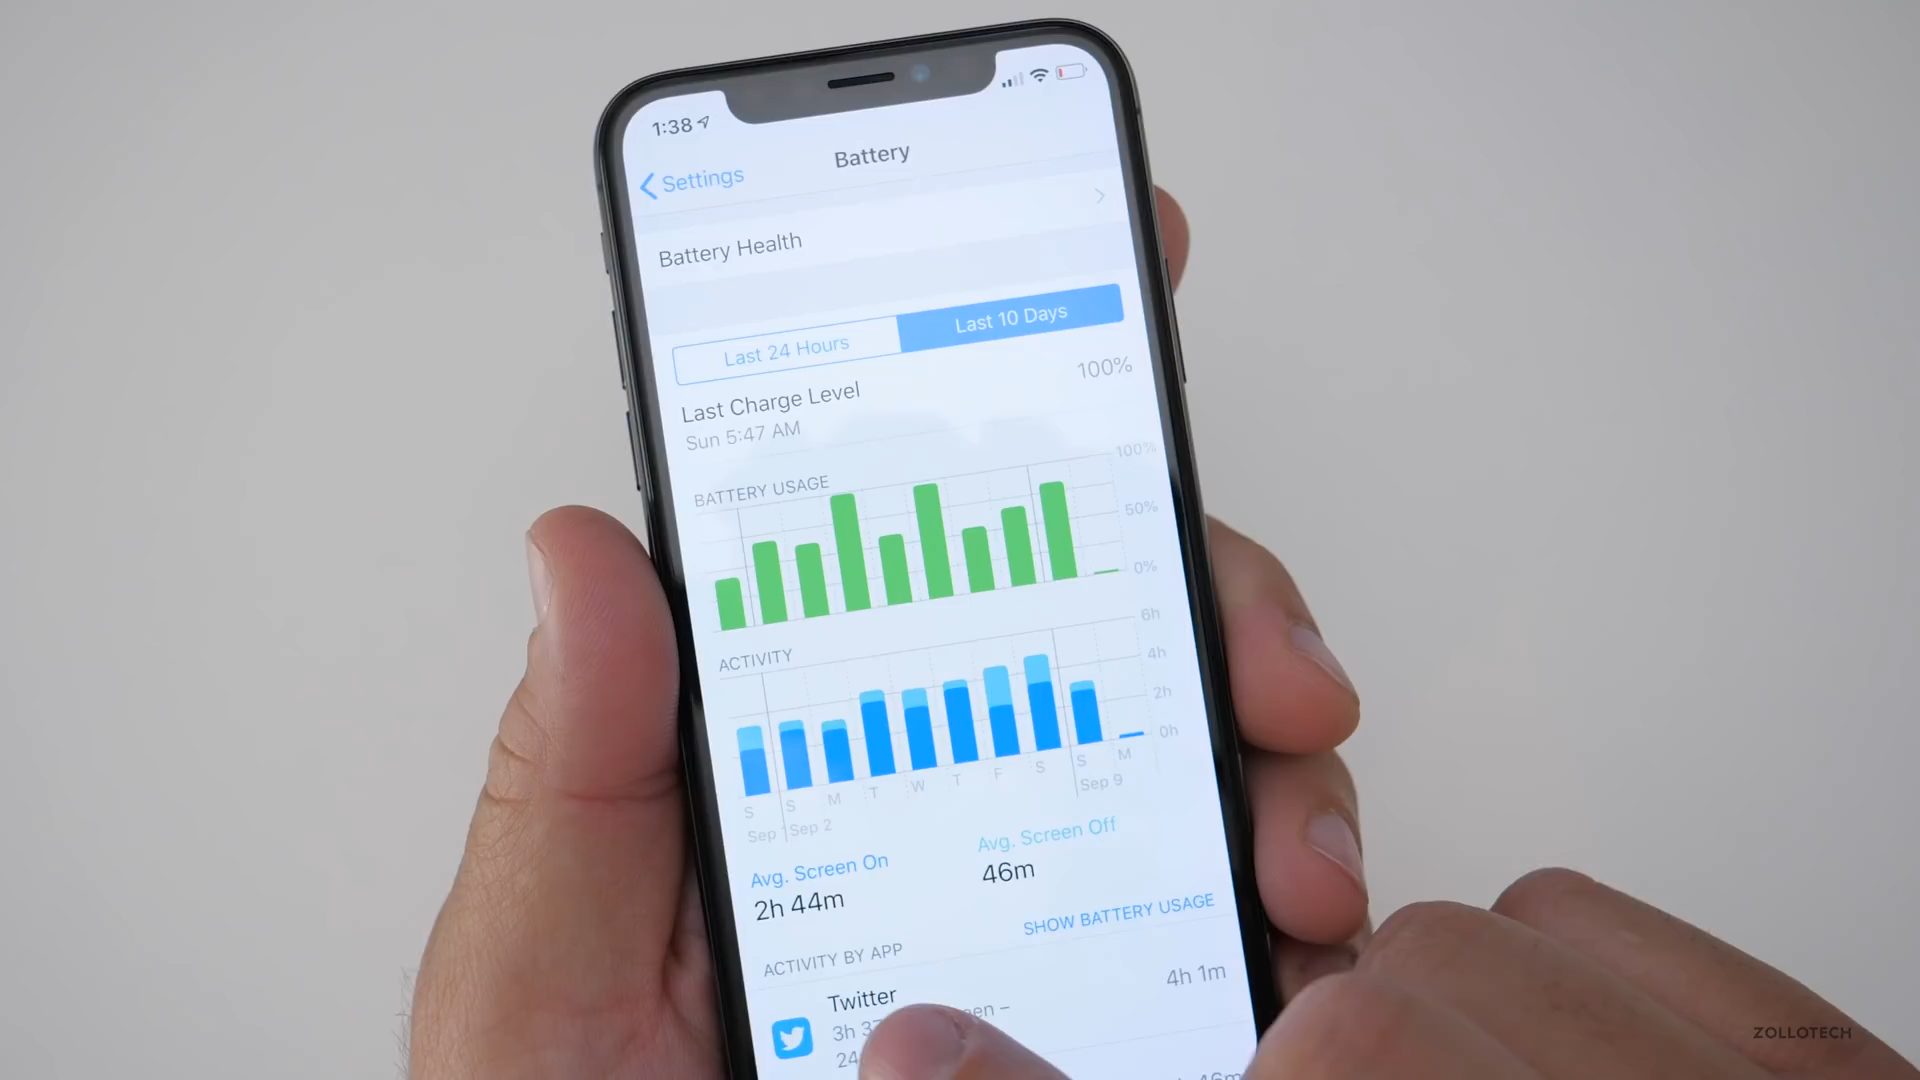 1:38
Settings
Battery
Battery Health
Last 24 Hours
Last 10 Days
Last Charge Level
100%
Sun 5:47 AM
BATTERY USAGE
100%
50%
0%
ACTIVITY
6h
4h
2h
0h
S S M T W T F S S M
Sep Sep 2 Sep 9
Avg. Screen On
Avg. Screen Off
2h 44m
46m
SHOW BATTERY USAGE
ACTIVITY BY APP
Twitter
4h 1m
3h
ZOLLOTECH